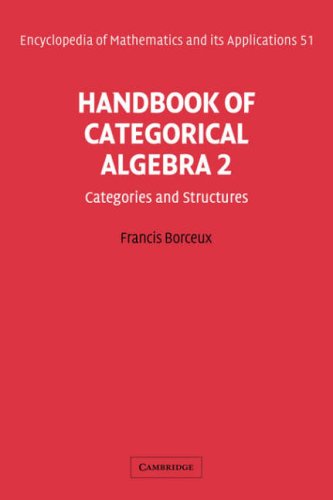 Encyclopedia of Mathematics and its Applications 51
HANDBOOK OF
CATEGORICAL
ALGEBRA 2
Categories and Structures
Francis Borceux
CAMBRIDGE